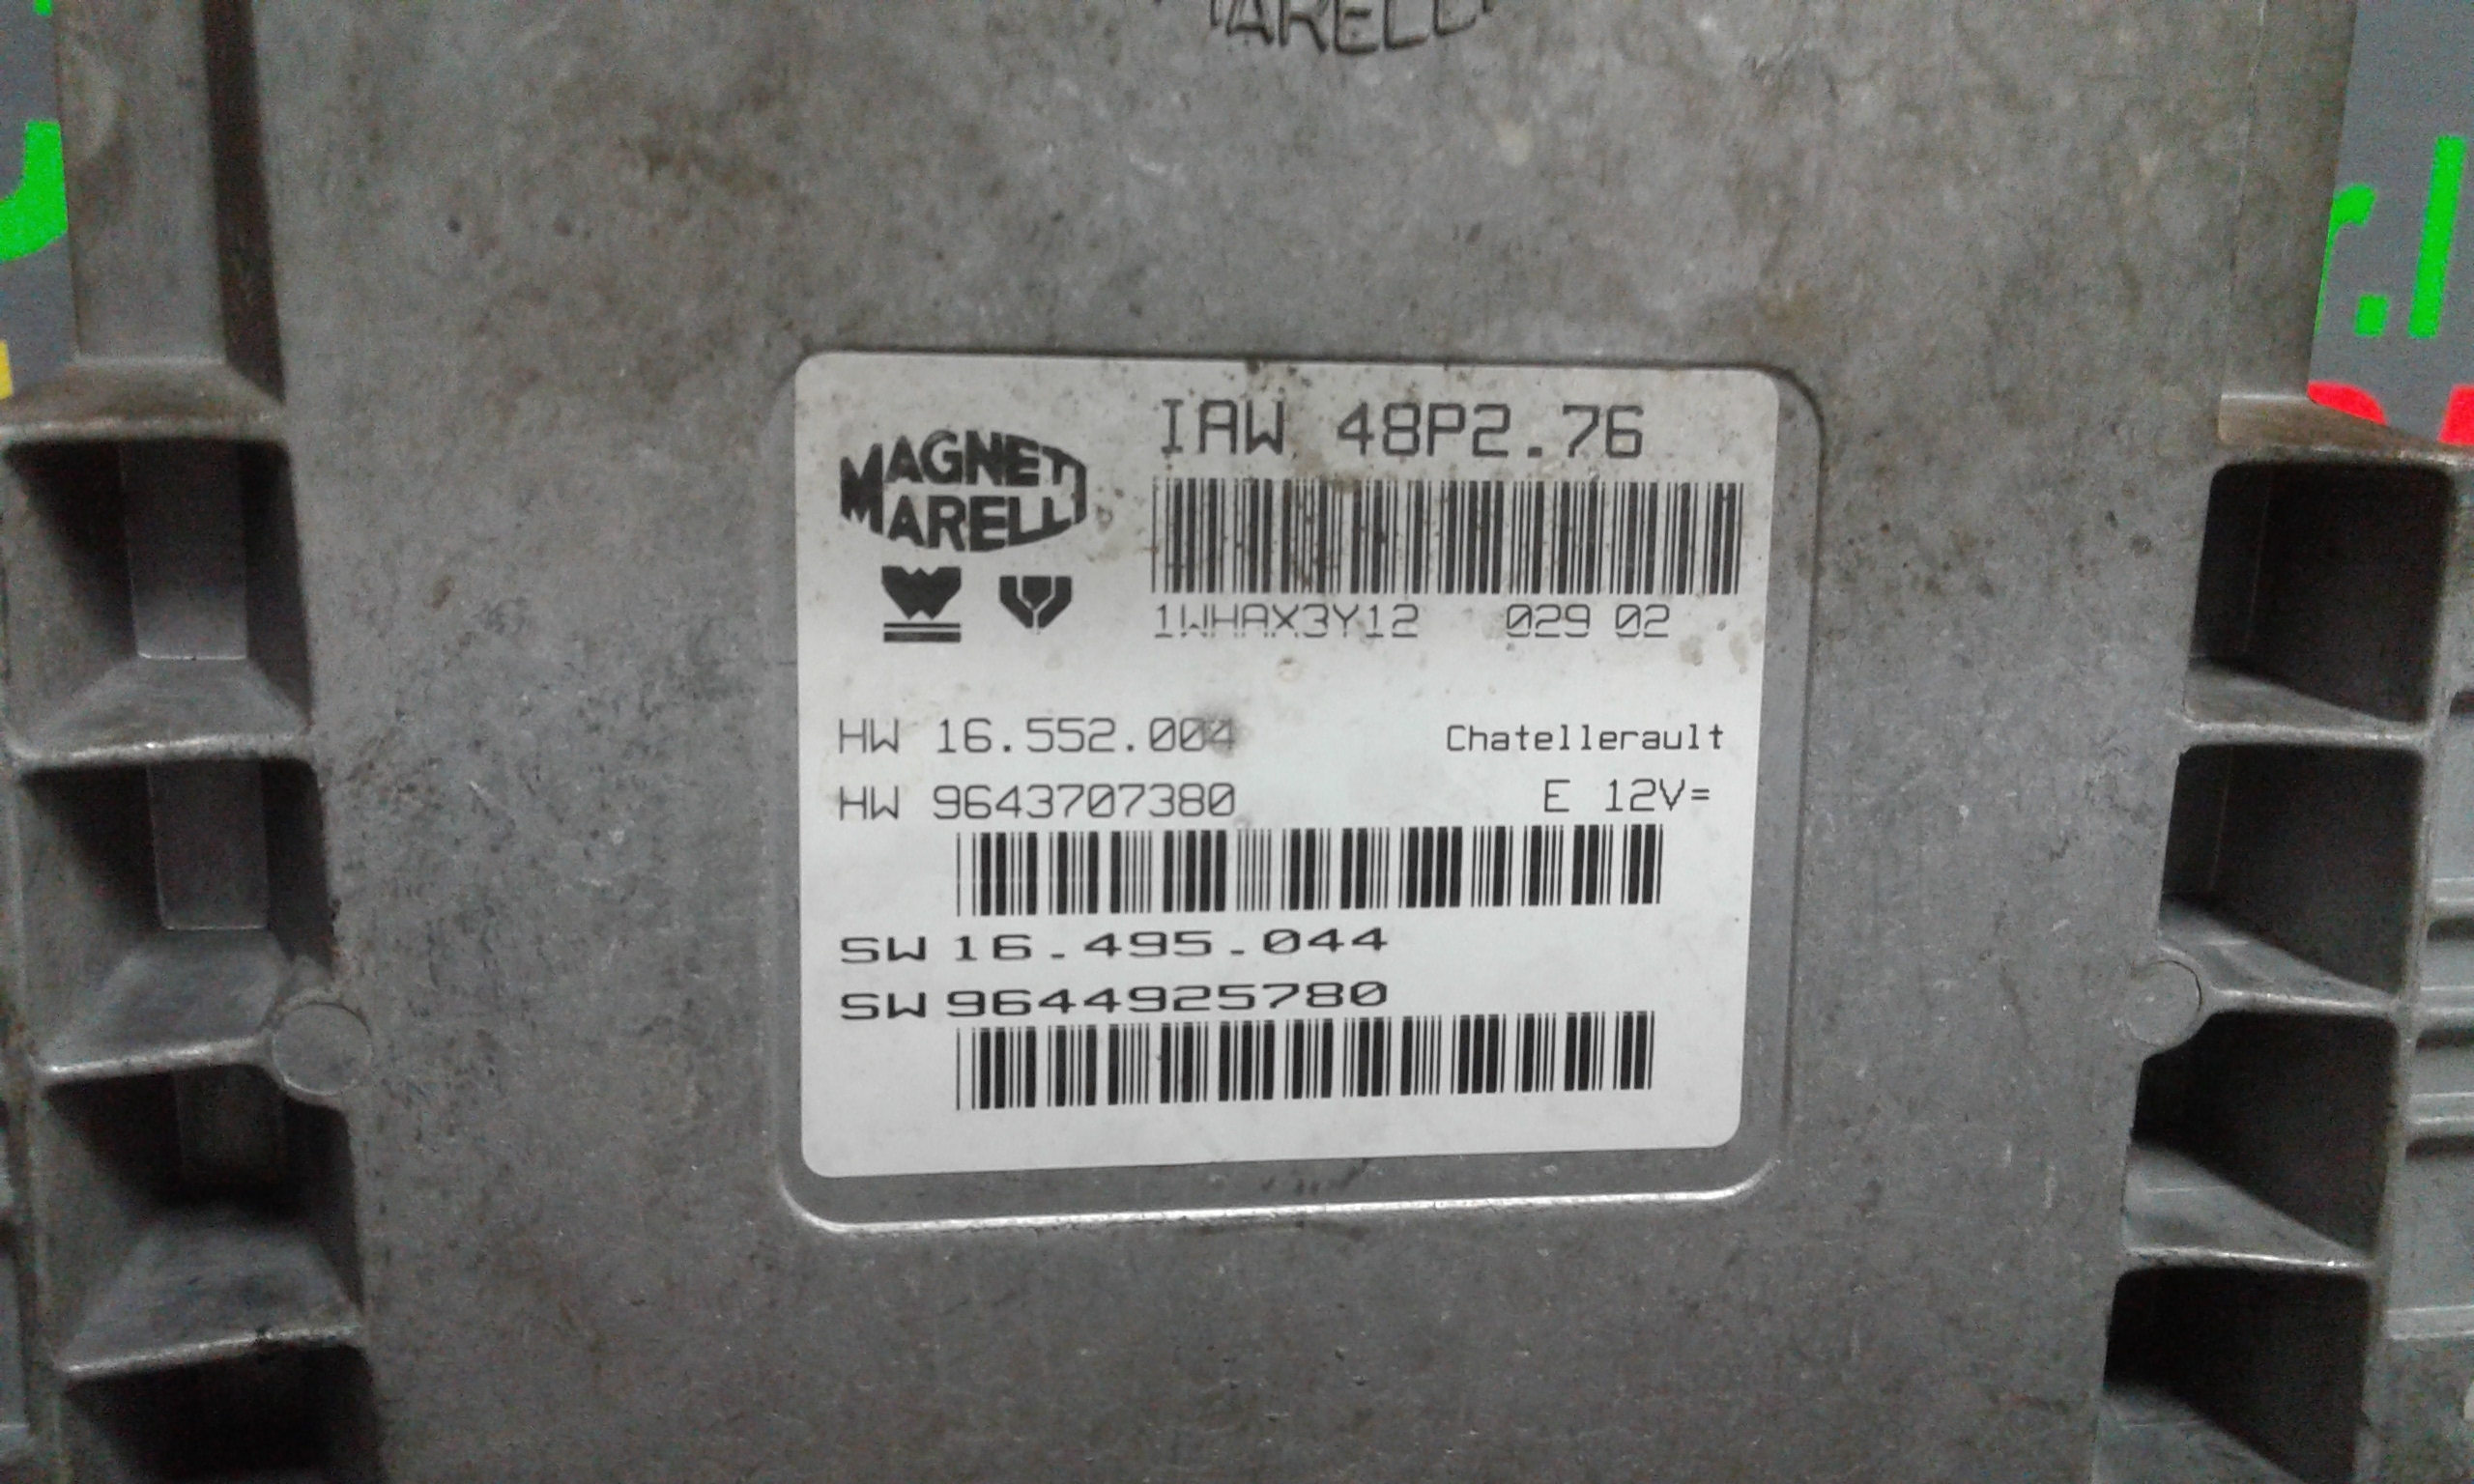 MARELLI
MAGNETI
MARELLI
IAW 48P2.76
1WHAX3Y12 029 02
HW 16.552.004
Chatellerault
HW 9643707380
E 12V=
SW 16.495.044
SW 9644925780
r.l